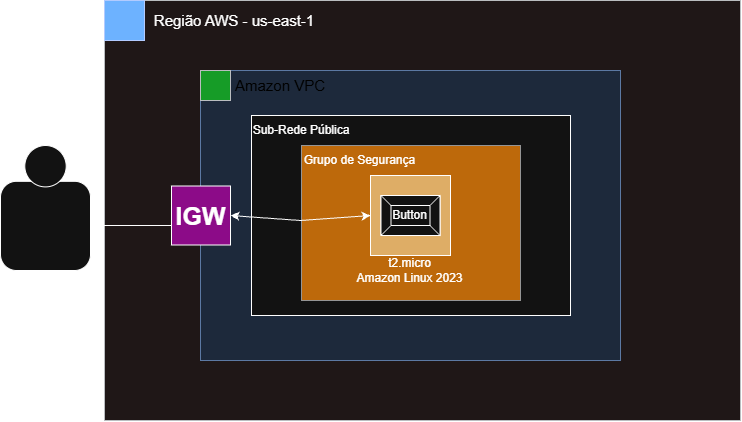 Região AWS - us-east-1
Amazon VPC
Sub-Rede Pública
Grupo de Segurança
IGW
Button
t2.micro
Amazon Linux 2023